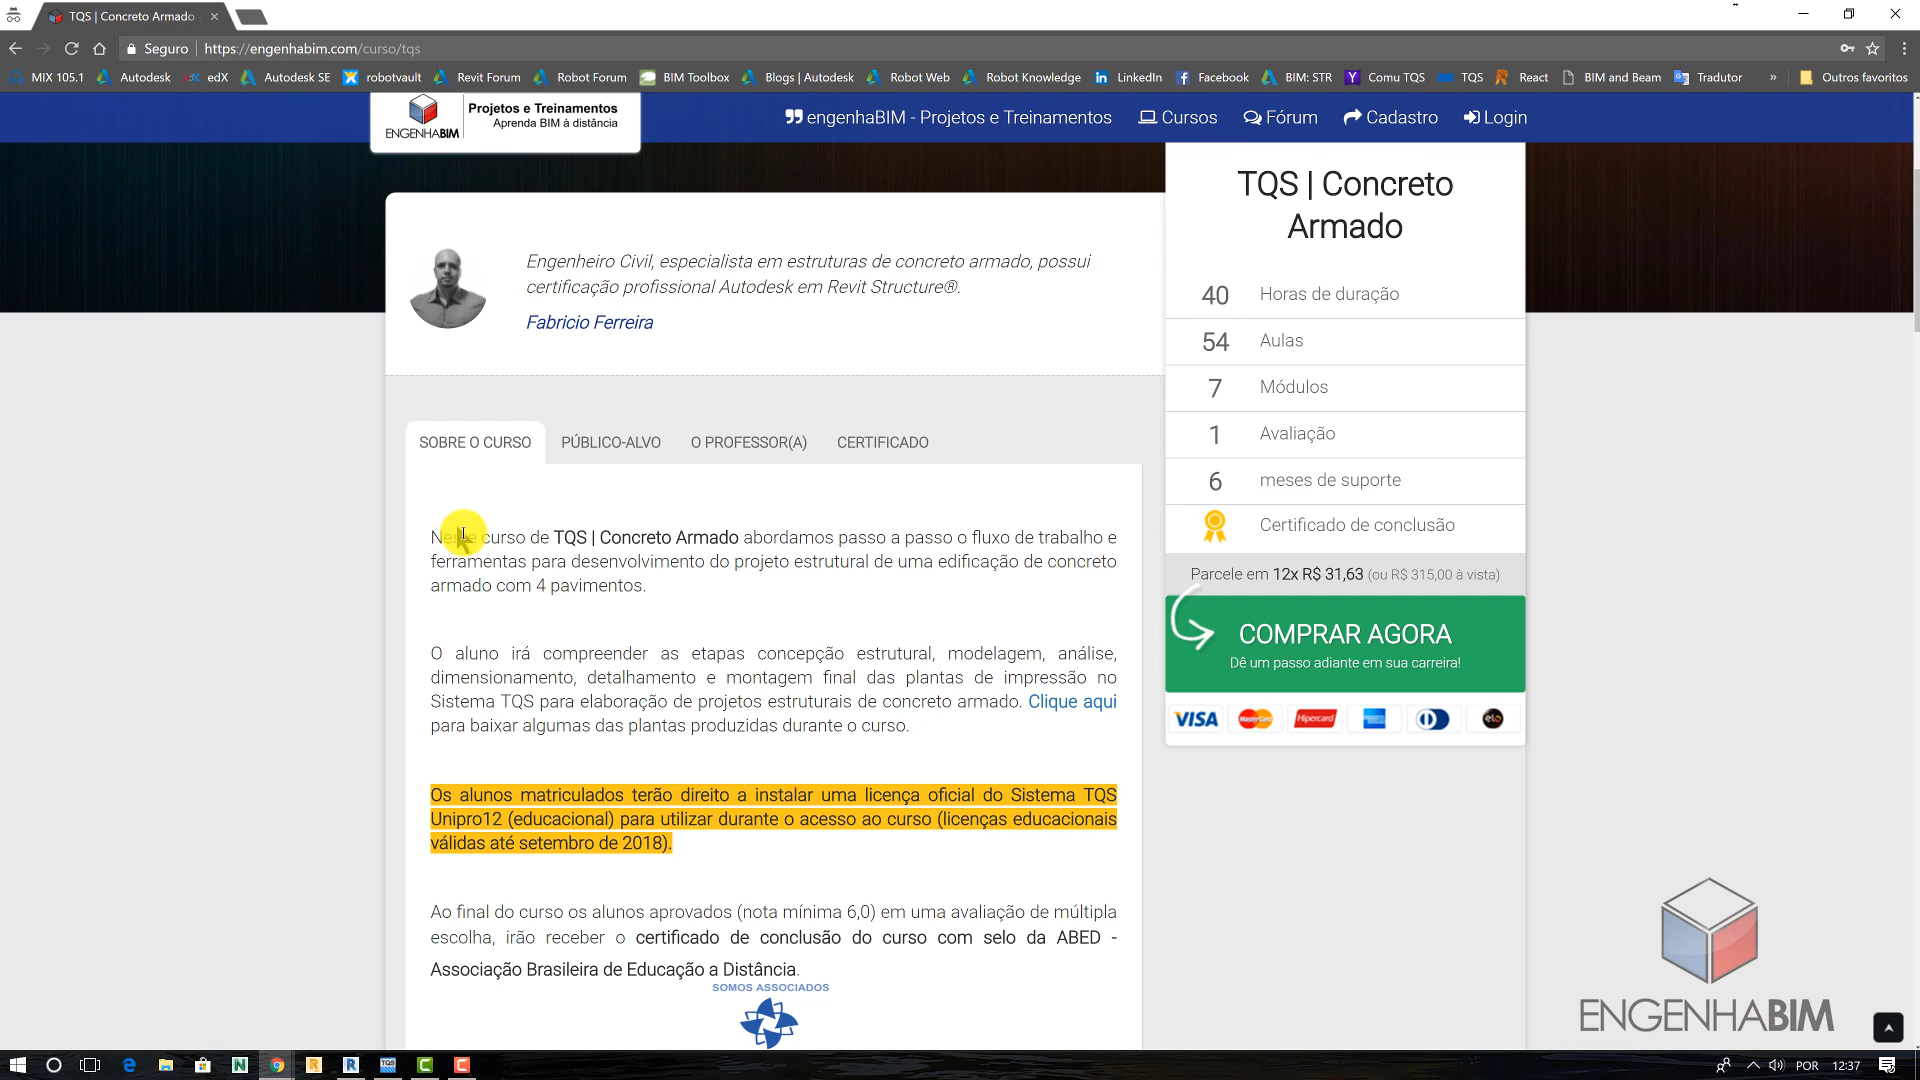 TQS | Concreto Armado
Seguro
https://engenhabim.com/curso/tqs
MIX 105.1
Autodesk
edX
Autodesk SE
robotvault
Revit Forum
Robot Forum
BIM Toolbox
Blogs | Autodesk
Robot Web
Robot Knowledge
LinkedIn
Facebook
BIM: STR
Comu TQS
TQS
React
BIM and Beam
Tradutor
»
Outros favoritos
ENGENHABIM
Projetos e Treinamentos
Aprenda BIM à distância
engenhaBIM - Projetos e Treinamentos
Cursos
Fórum
Cadastro
Login
Engenheiro Civil, especialista em estruturas de concreto armado, possui
certificação profissional Autodesk em Revit Structure®.
Fabricio Ferreira
SOBRE O CURSO
PÚBLICO-ALVO
O PROFESSOR(A)
CERTIFICADO
Neste curso de TQS | Concreto Armado abordamos passo a passo o fluxo de trabalho e
ferramentas para desenvolvimento do projeto estrutural de uma edificação de concreto
armado com 4 pavimentos.
O aluno irá compreender as etapas concepção estrutural, modelagem, análise,
dimensionamento, detalhamento e montagem final das plantas de impressão no
Sistema TQS para elaboração de projetos estruturais de concreto armado. Clique aqui
para baixar algumas das plantas produzidas durante o curso.
Os alunos matriculados terão direito a instalar uma licença oficial do Sistema TQS
Unipro12 (educacional) para utilizar durante o acesso ao curso (licenças educacionais
válidas até setembro de 2018).
Ao final do curso os alunos aprovados (nota mínima 6,0) em uma avaliação de múltipla
escolha, irão receber o certificado de conclusão do curso com selo da ABED -
Associação Brasileira de Educação a Distância.
SOMOS ASSOCIADOS
TQS | Concreto
Armado
40 Horas de duração
54 Aulas
7 Módulos
1 Avaliação
6 meses de suporte
Certificado de conclusão
Parcele em 12x R$ 31,63 (ou R$ 315,00 à vista)
COMPRAR AGORA
Dê um passo adiante em sua carreira!
VISA
MasterCard
Hipercard
elo
ENGENHABIM
POR
12:37